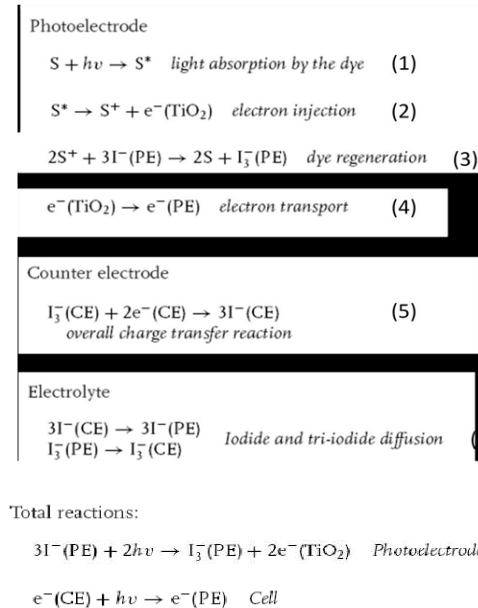 Photoelectrode
S + hν → S* light absorption by the dye (1)
S* → S⁺ + e⁻(TiO₂) electron injection (2)
2S⁺ + 3I⁻(PE) → 2S + I₃⁻(PE) dye regeneration (3)
e⁻(TiO₂) → e⁻(PE) electron transport (4)
Counter electrode
I₃⁻(CE) + 2e⁻(CE) → 3I⁻(CE) (5)
overall charge transfer reaction
Electrolyte
3I⁻(CE) → 3I⁻(PE)
I₃⁻(PE) → I₃⁻(CE) Iodide and tri-iodide diffusion (
Total reactions:
3I⁻(PE) + 2hν → I₃⁻(PE) + 2e⁻(TiO₂) Photoelectrod
e⁻(CE) + hν → e⁻(PE) Cell